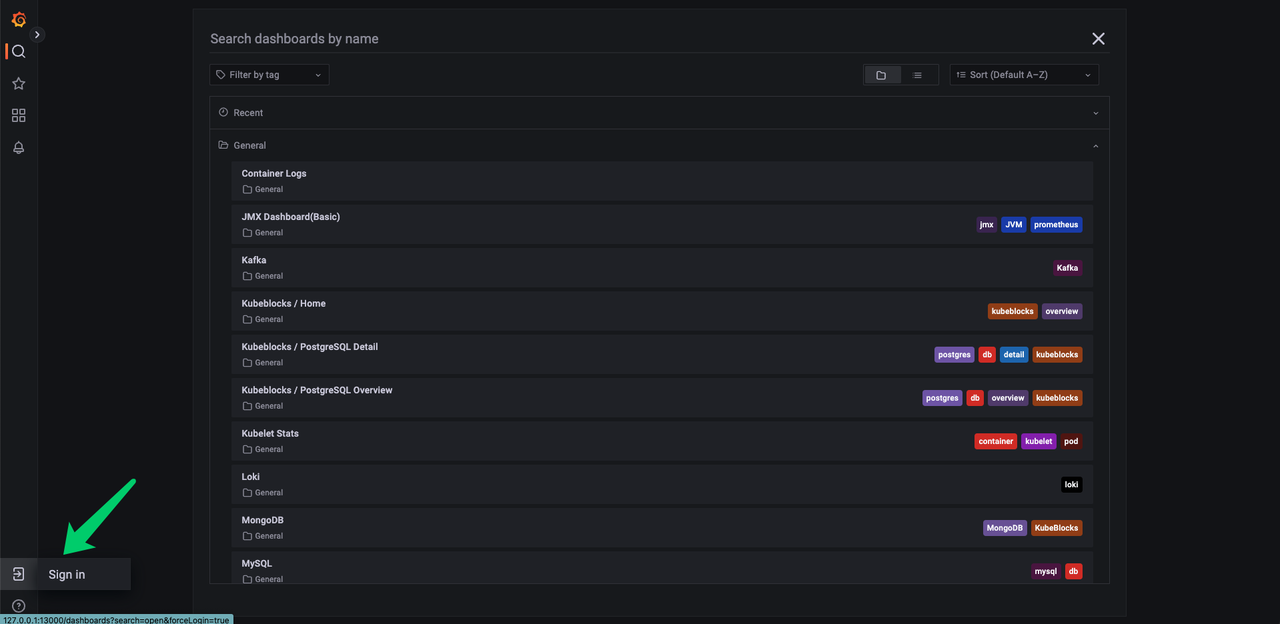 Search dashboards by name
Filter by tag
Sort (Default A–Z)
Recent
General
Container Logs
General
JMX Dashboard(Basic)
General
jmx JVM prometheus
Kafka
General
Kafka
Kubeblocks / Home
General
kubeblocks overview
Kubeblocks / PostgreSQL Detail
General
postgres db detail kubeblocks
Kubeblocks / PostgreSQL Overview
General
postgres db overview kubeblocks
Kubelet Stats
General
container kubelet pod
Loki
General
loki
MongoDB
General
MongoDB KubeBlocks
MySQL
General
mysql db
Sign in
127.0.0.1:13000/dashboards?search=open&forceLogin=true